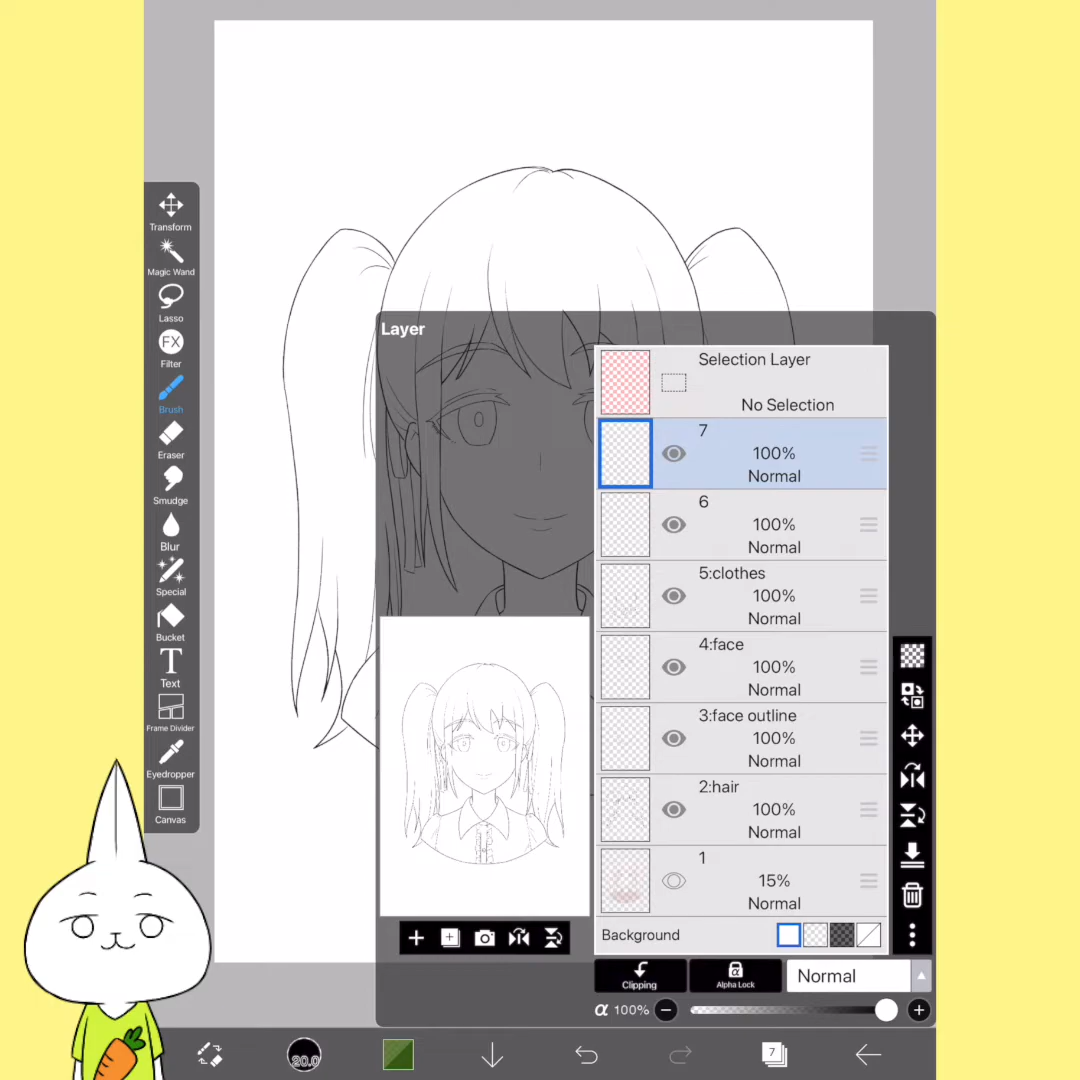 Transform
Magic Wand
Lasso
FX
Filter
Brush
Eraser
Smudge
Blur
Special
Bucket
T
Text
Frame Divider
Eyedropper
Canvas
Layer
Selection Layer
No Selection
7
100%
Normal
6
100%
Normal
5:clothes
100%
Normal
4:face
100%
Normal
3:face outline
100%
Normal
2:hair
100%
Normal
1
15%
Normal
Background
Clipping
α
Alpha Lock
Normal
α 100%
20.0
7